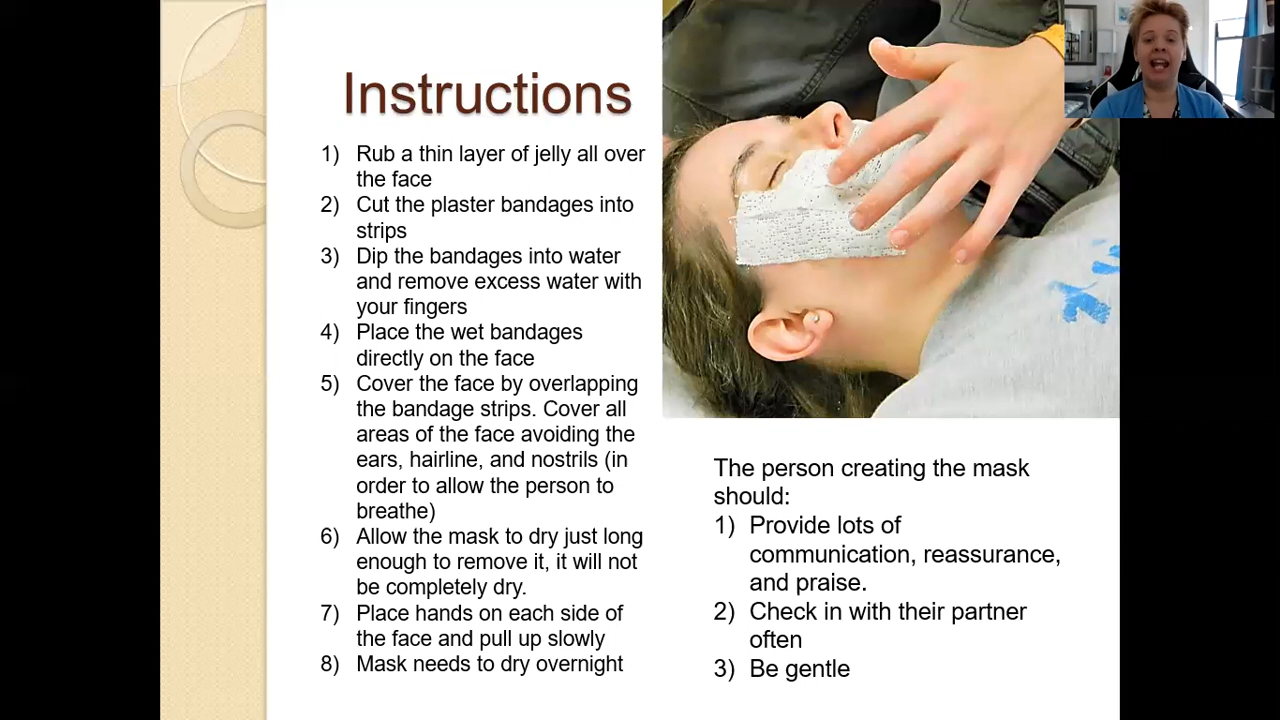 Instructions
1) Rub a thin layer of jelly all over
the face
2) Cut the plaster bandages into
strips
3) Dip the bandages into water
and remove excess water with
your fingers
4) Place the wet bandages
directly on the face
5) Cover the face by overlapping
the bandage strips. Cover all
areas of the face avoiding the
ears, hairline, and nostrils (in
order to allow the person to
breathe)
6) Allow the mask to dry just long
enough to remove it, it will not
be completely dry.
7) Place hands on each side of
the face and pull up slowly
8) Mask needs to dry overnight
The person creating the mask
should:
1) Provide lots of
communication, reassurance,
and praise.
2) Check in with their partner
often
3) Be gentle